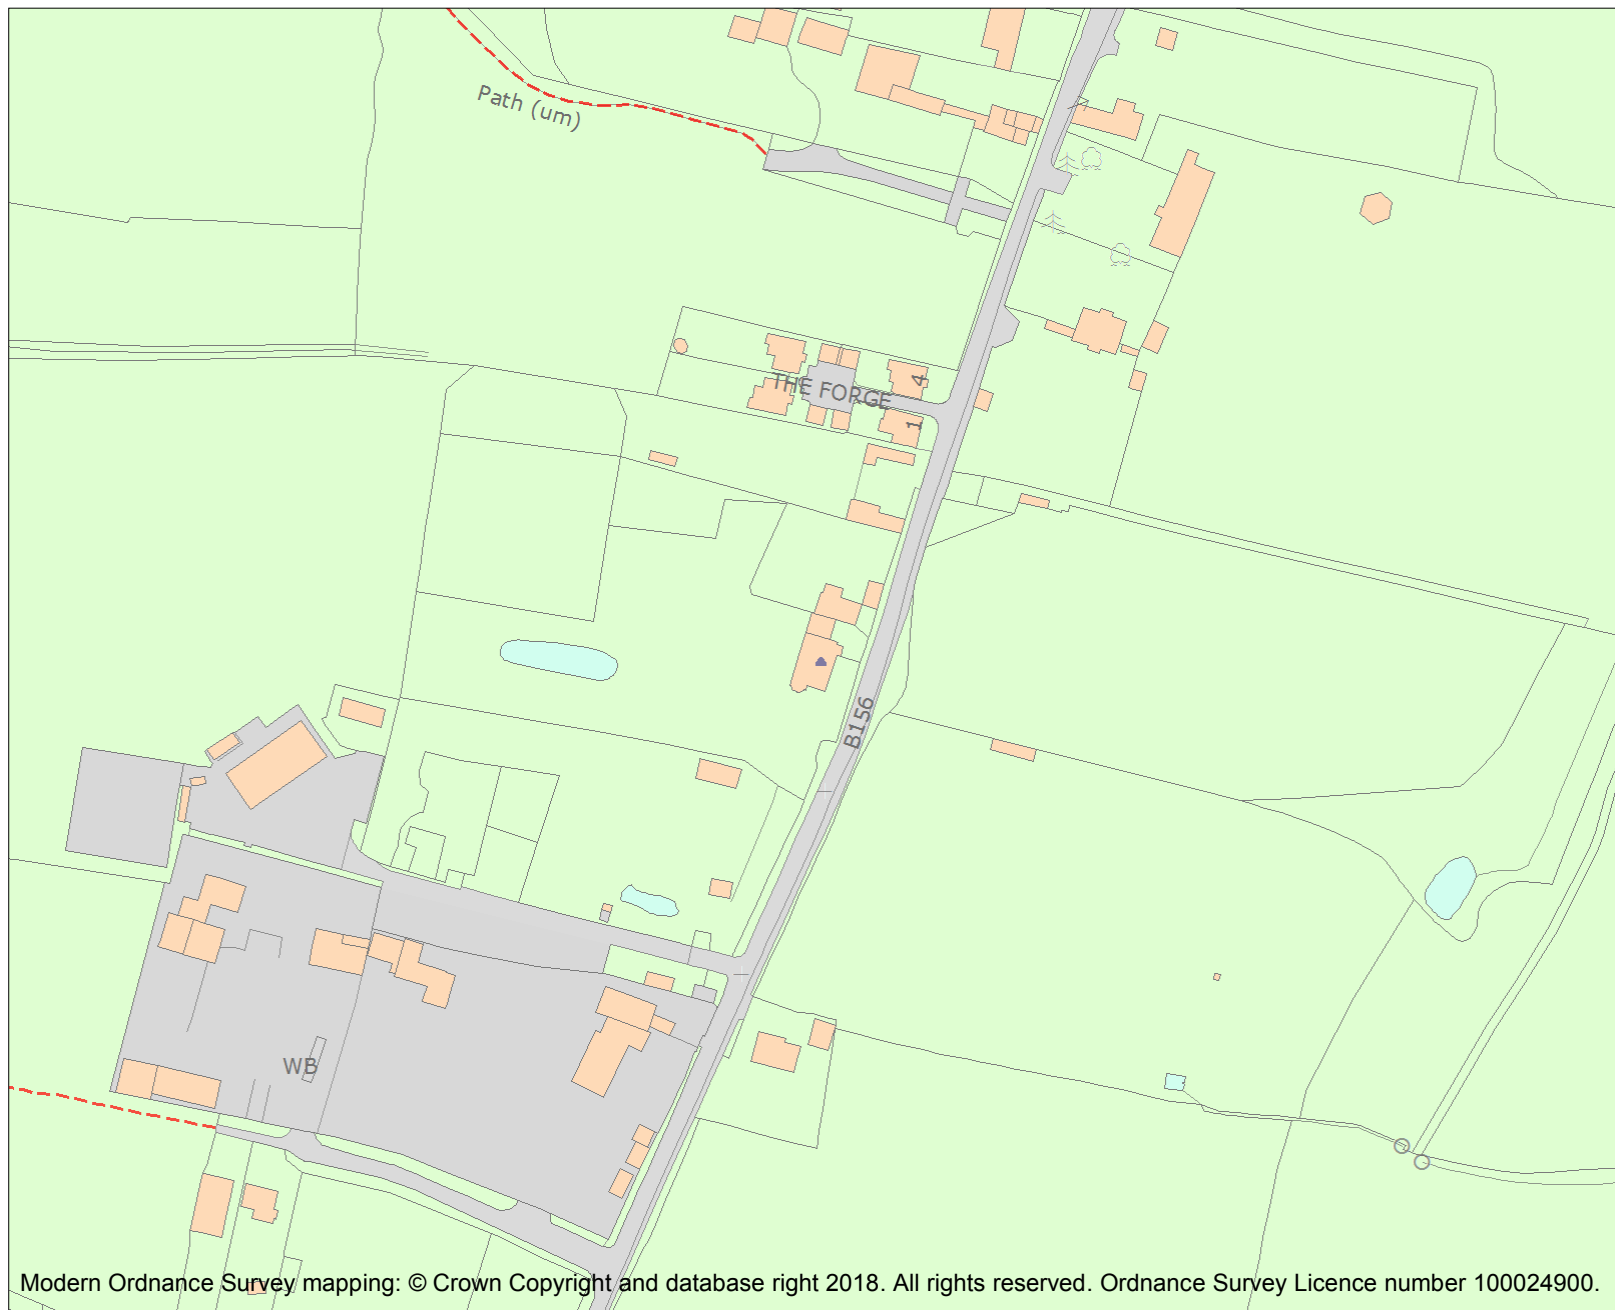 Path (um)
THE FORGE
4
1
B156
WB
Modern Ordnance Survey mapping: © Crown Copyright and database right 2018. All rights reserved. Ordnance Survey Licence number 100024900.